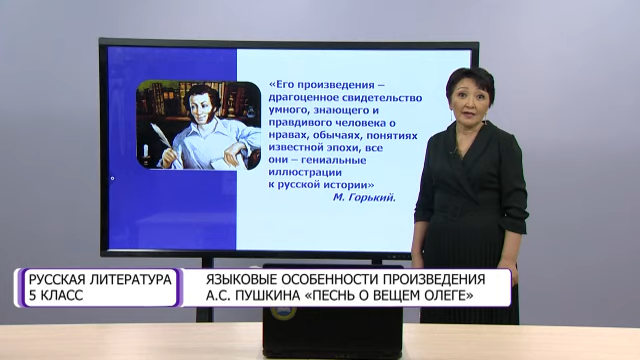 «Его произведения –
драгоценное свидетельство
умного, знающего и
правдивого человека о
нравах, обычаях, понятиях
известной эпохи, все
они – гениальные
иллюстрации
к русской истории»
М. Горький.
РУССКАЯ ЛИТЕРАТУРА
5 КЛАСС
ЯЗЫКОВЫЕ ОСОБЕННОСТИ ПРОИЗВЕДЕНИЯ
А.С. ПУШКИНА «ПЕСНЬ О ВЕЩЕМ ОЛЕГЕ»